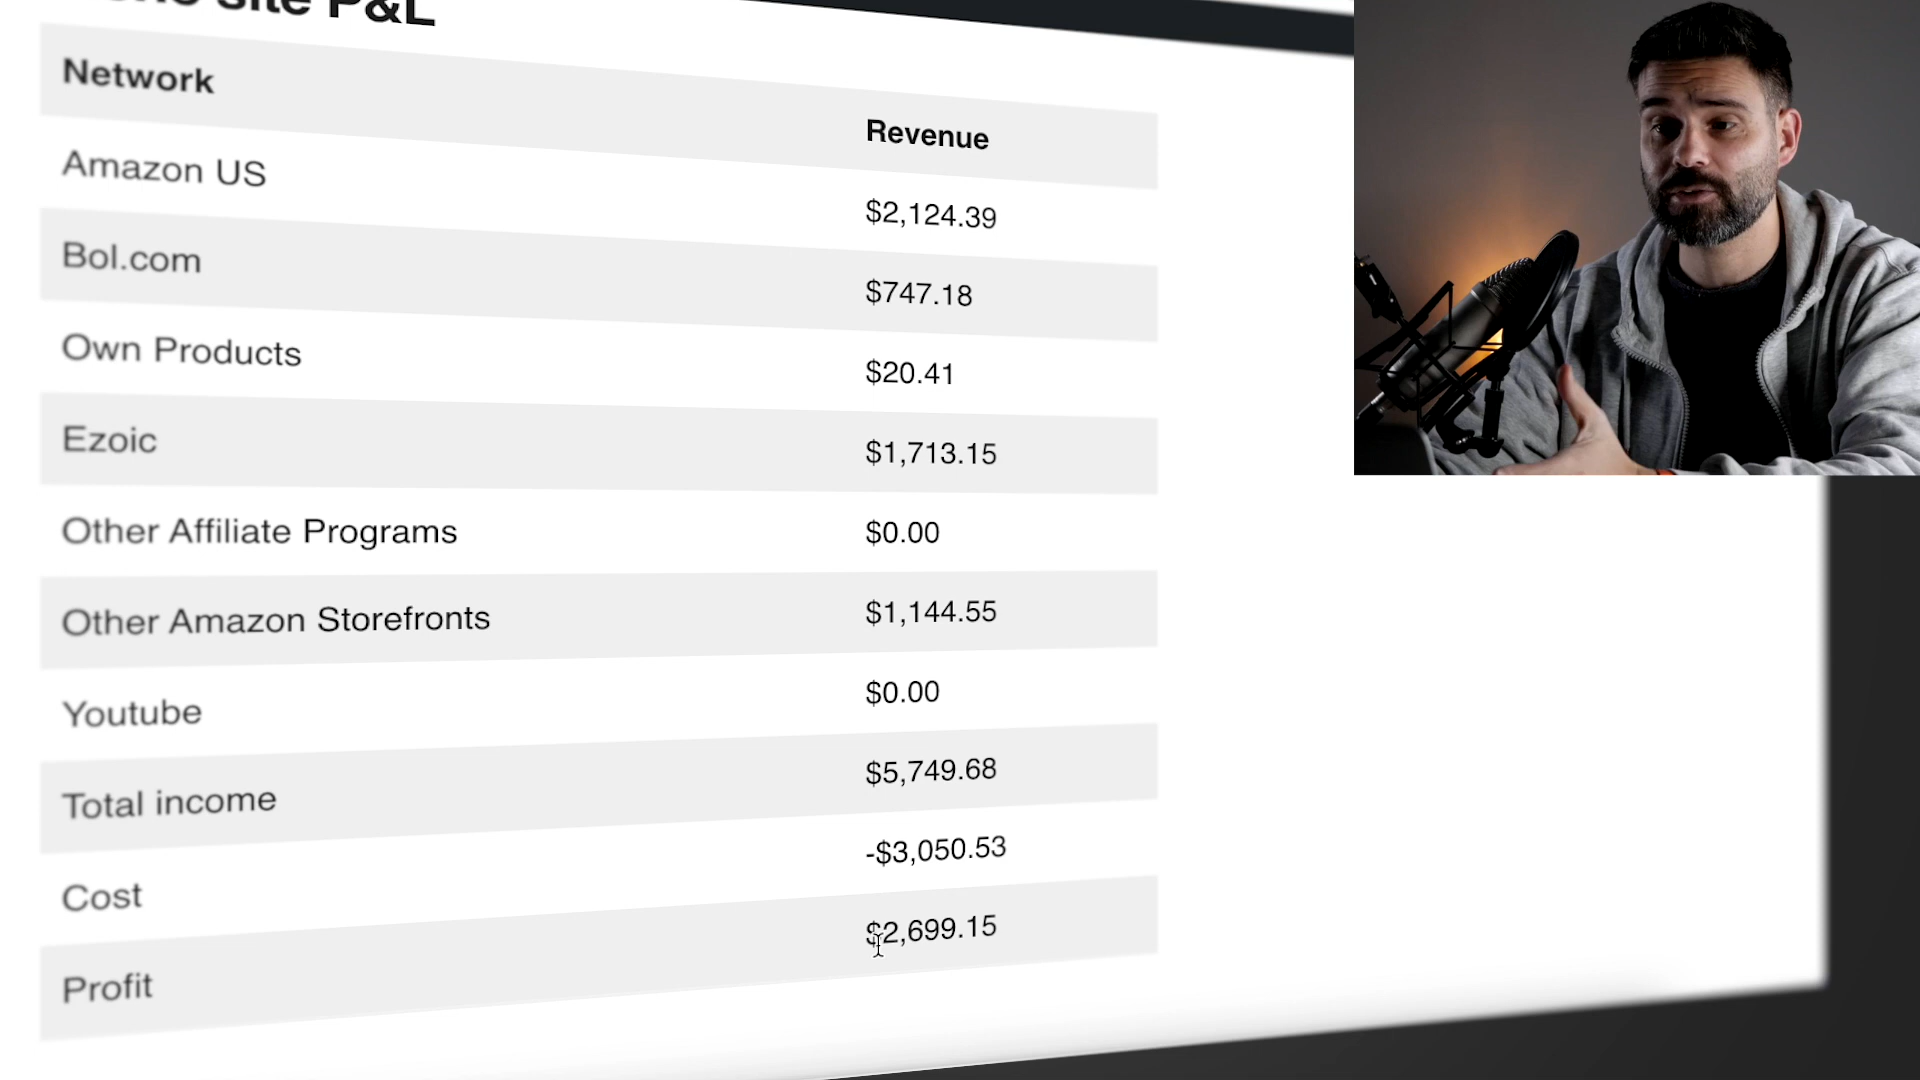 site P&L
Network Revenue
Amazon US $2,124.39
Bol.com $747.18
Own Products $20.41
Ezoic $1,713.15
Other Affiliate Programs $0.00
Other Amazon Storefronts $1,144.55
Youtube $0.00
Total income $5,749.68
Cost -$3,050.53
Profit $2,699.15